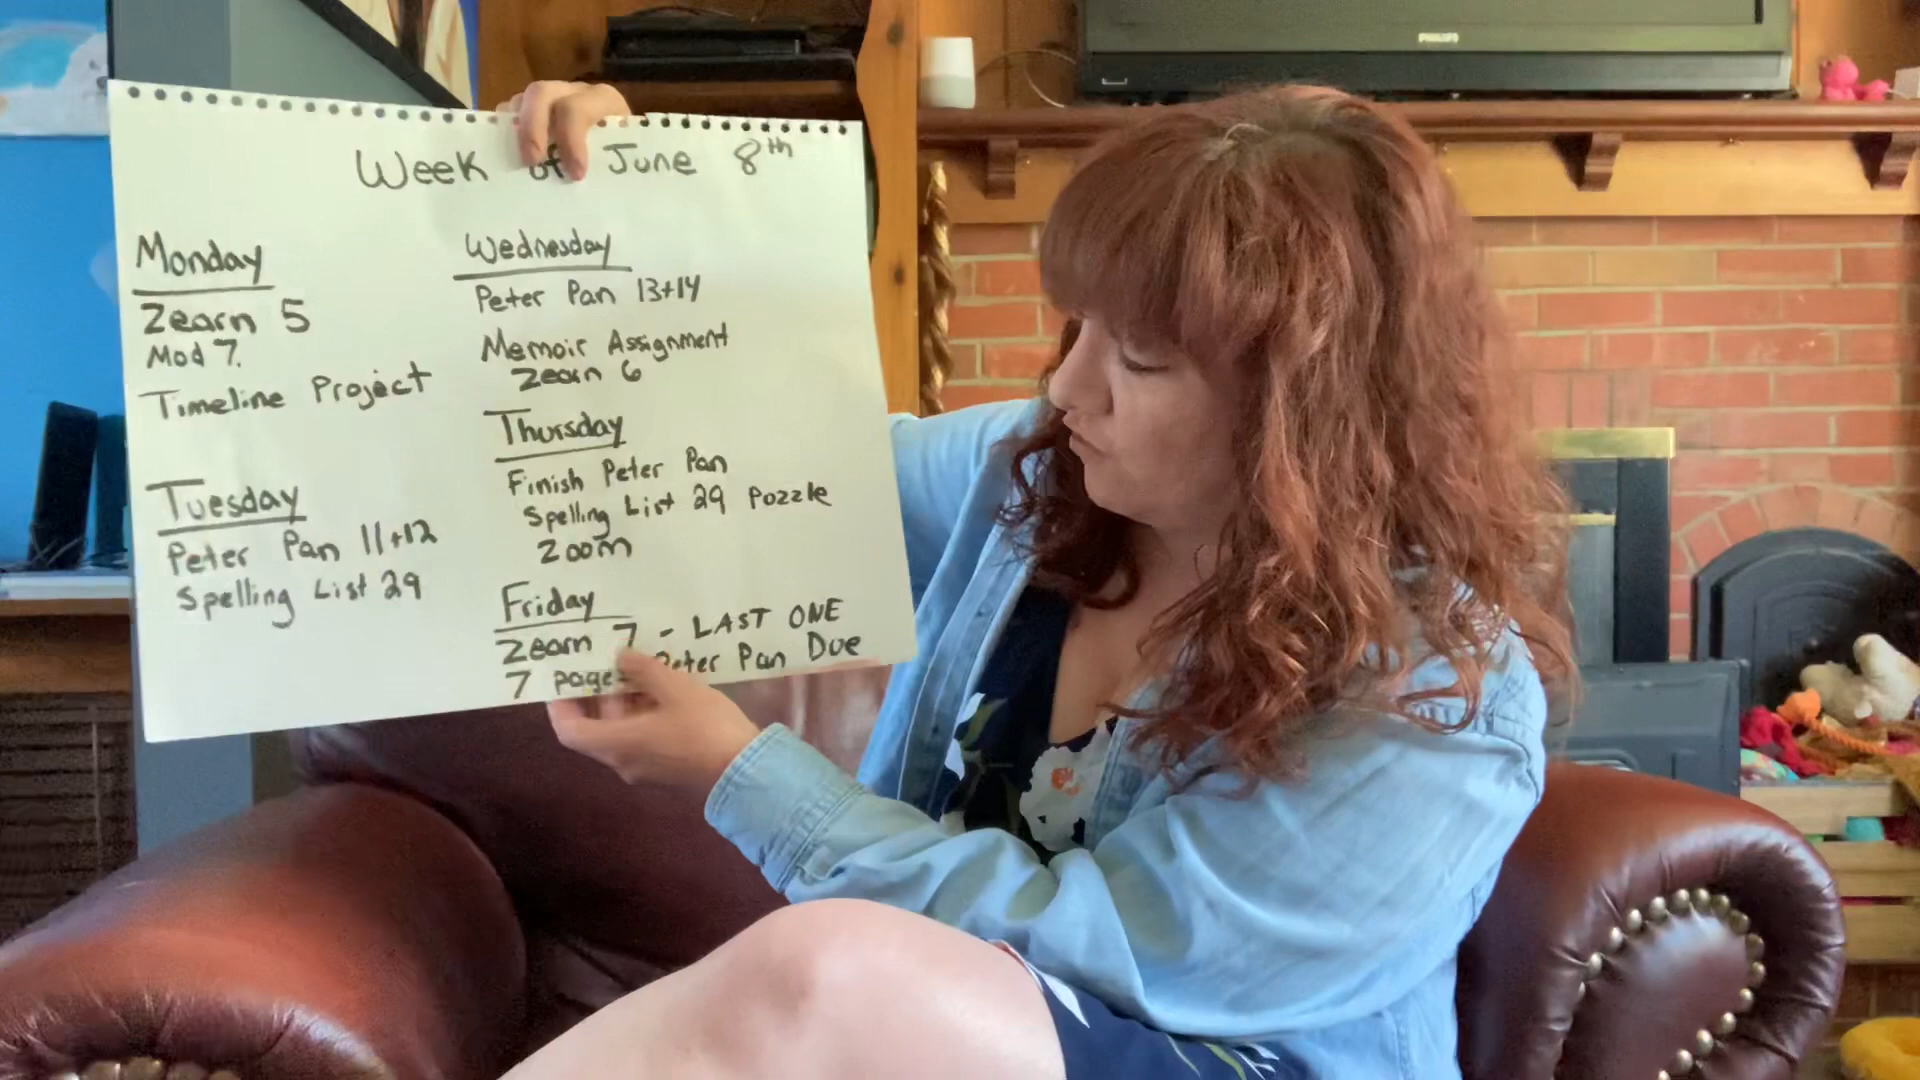 Week of June 8th
Monday
Zearn 5
Mod 7.
Timeline Project
Tuesday
Peter Pan 11+12
Spelling List 29
Wednesday
Peter Pan 13+14
Memoir Assignment
Zearn 6
Thursday
Finish Peter Pan
Spelling List 29 Pozzle
Zoom
Friday
Zearn 7 - LAST ONE
7 pages Peter Pan Due
PHILIPS